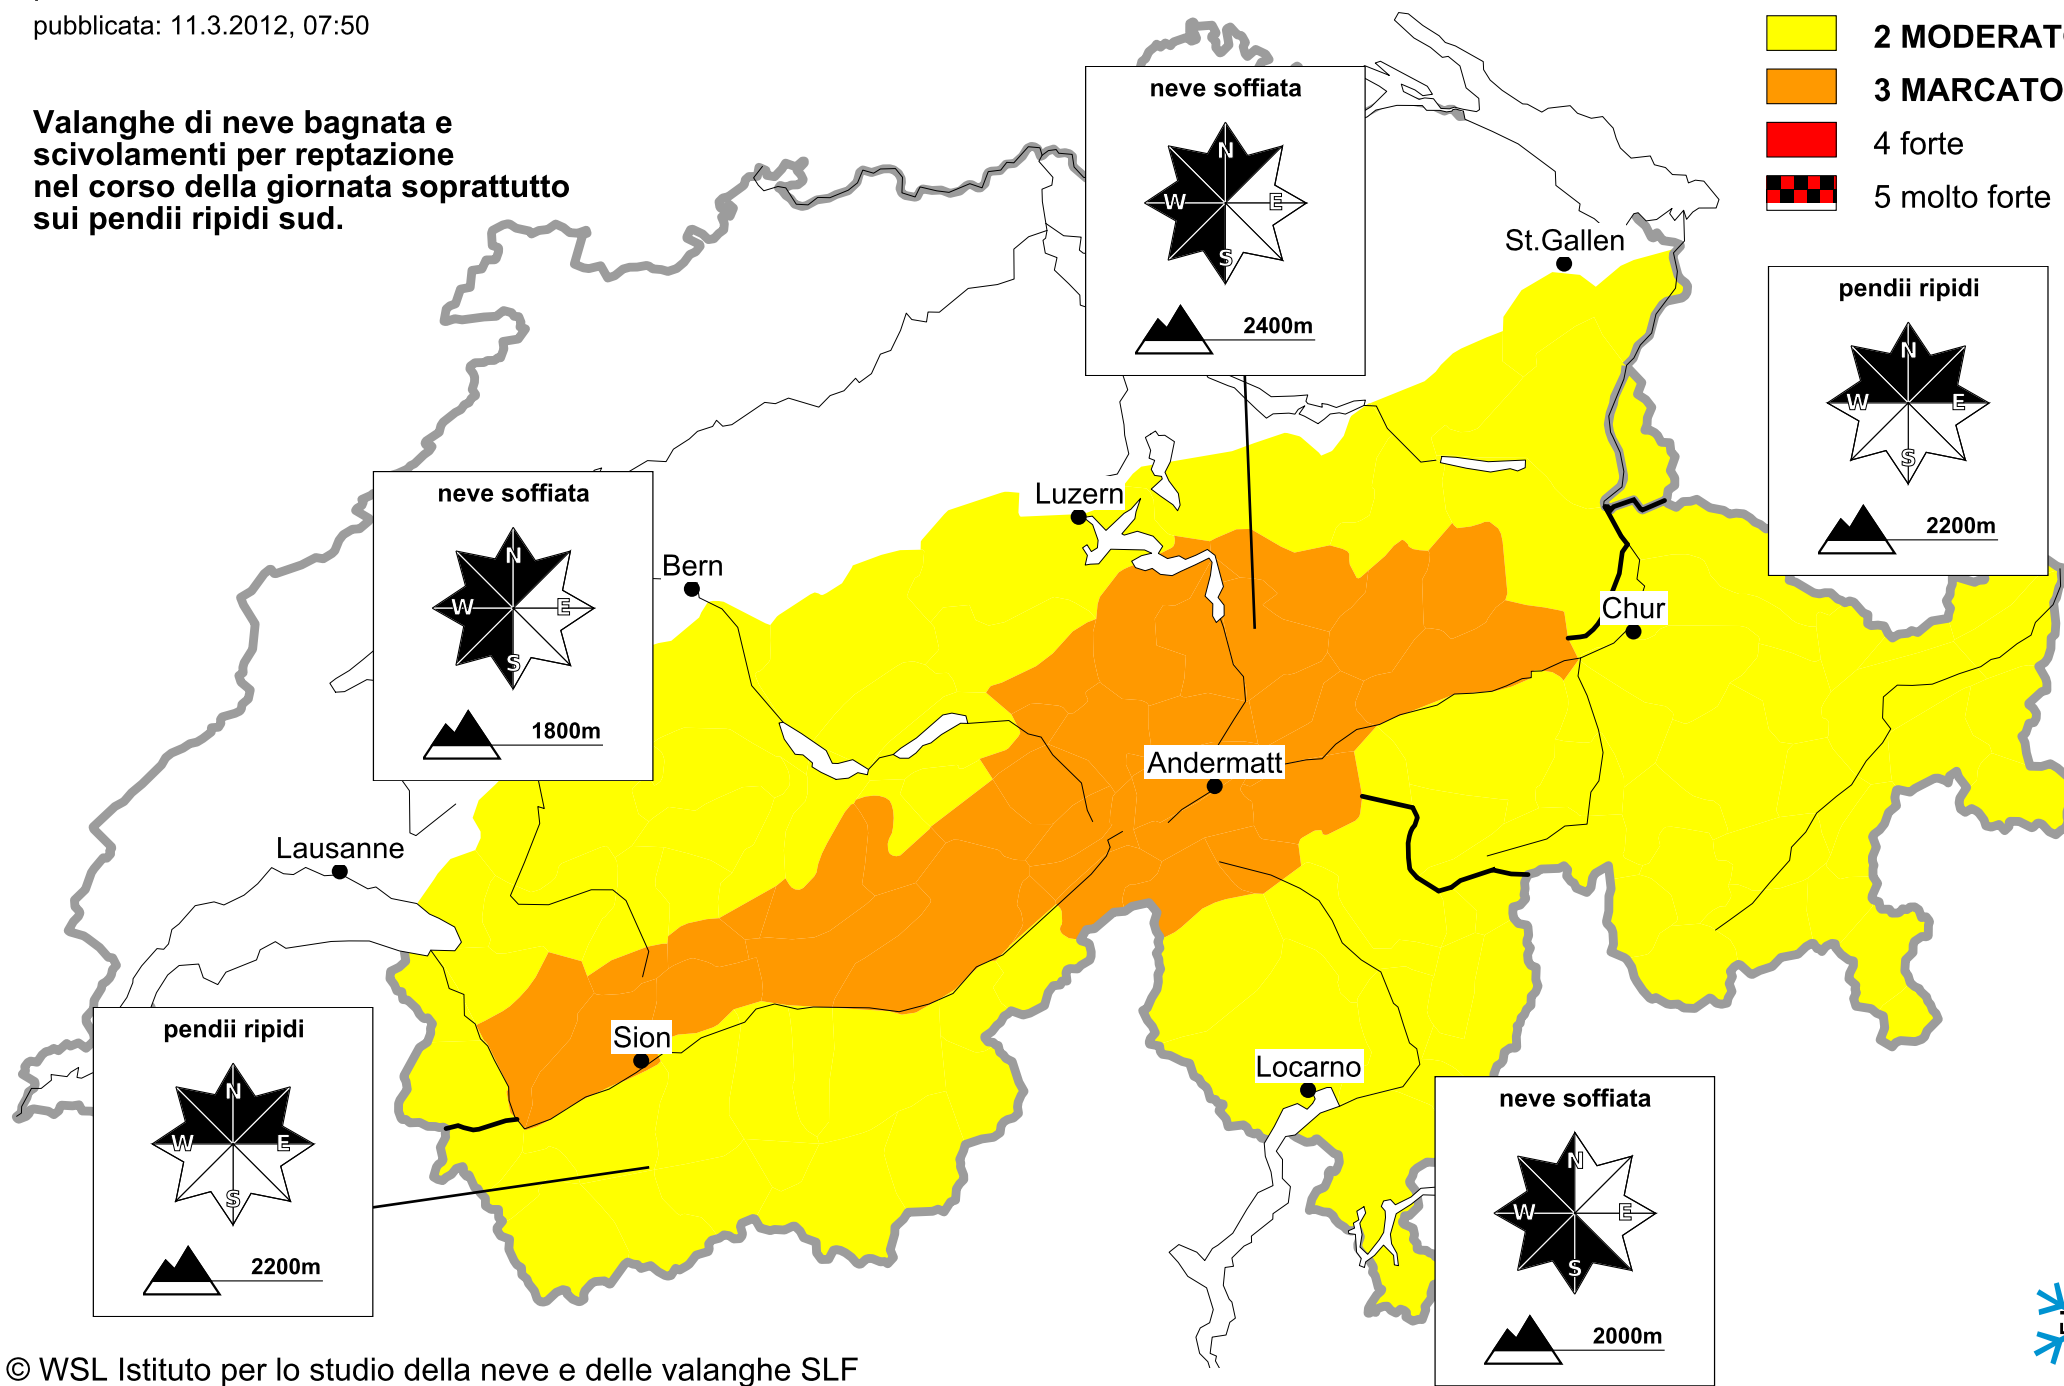 pubblicata: 11.3.2012, 07:50
Valanghe di neve bagnata e
scivolamenti per reptazione
nel corso della giornata soprattutto
sui pendii ripidi sud.
2 MODERATO
3 MARCATO
4 forte
5 molto forte
neve soffiata
N
W
E
S
2400m
St.Gallen
pendii ripidi
N
W
E
S
2200m
neve soffiata
N
W
E
S
1800m
Luzern
Bern
Chur
Andermatt
Lausanne
Sion
Locarno
pendii ripidi
N
W
E
S
2200m
neve soffiata
N
W
E
S
2000m
© WSL Istituto per lo studio della neve e delle valanghe SLF